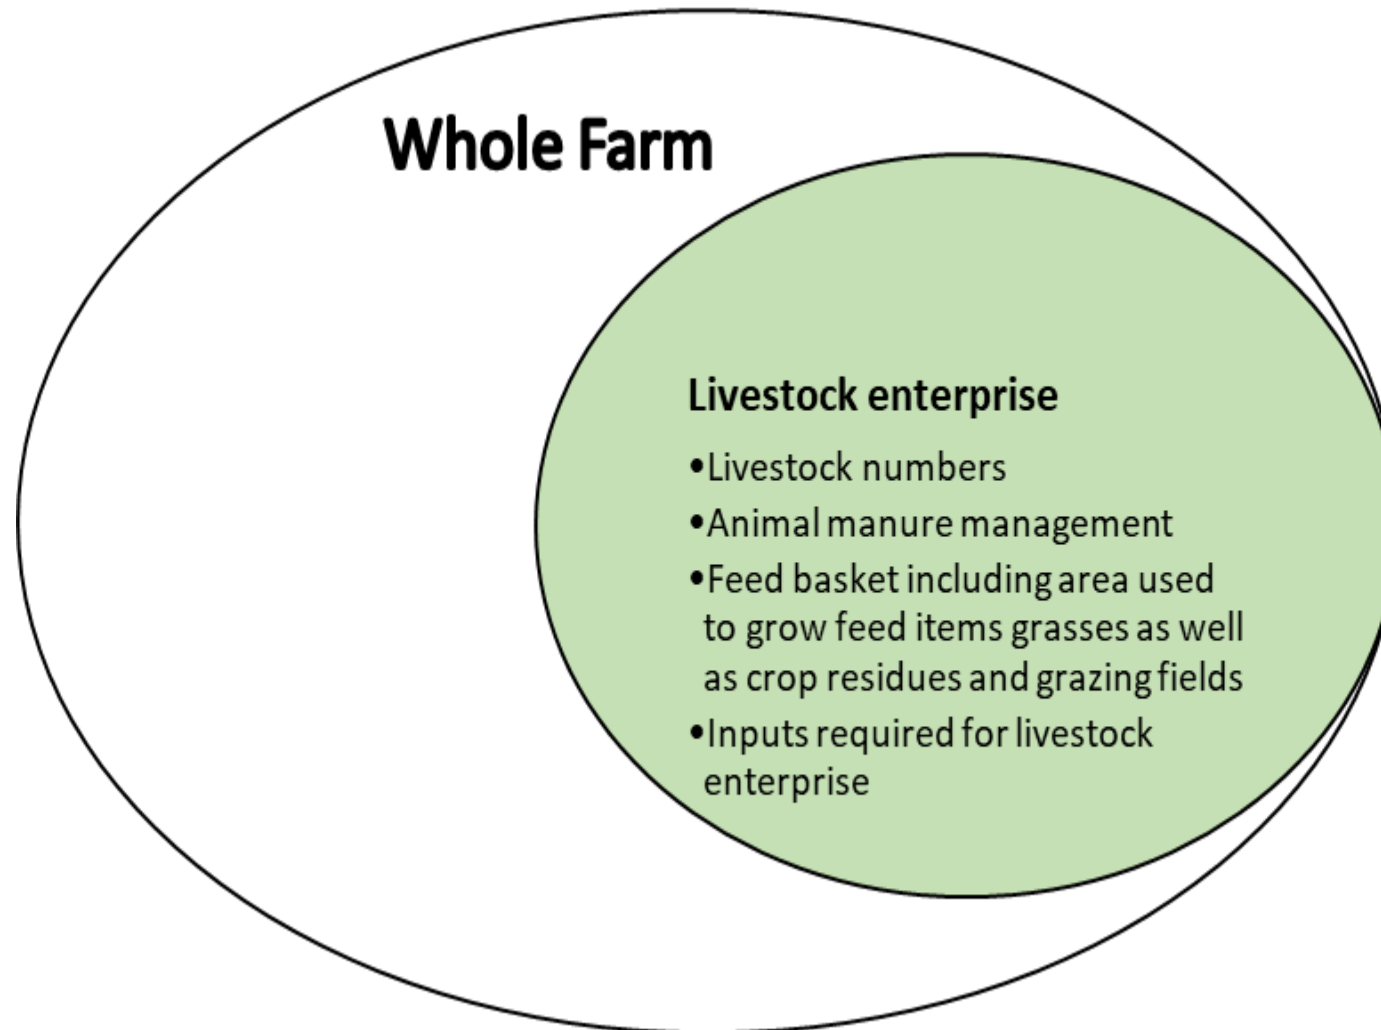 Whole Farm
Livestock enterprise
•Livestock numbers
•Animal manure management
•Feed basket including area used
to grow feed items grasses as well
as crop residues and grazing fields
•Inputs required for livestock
enterprise